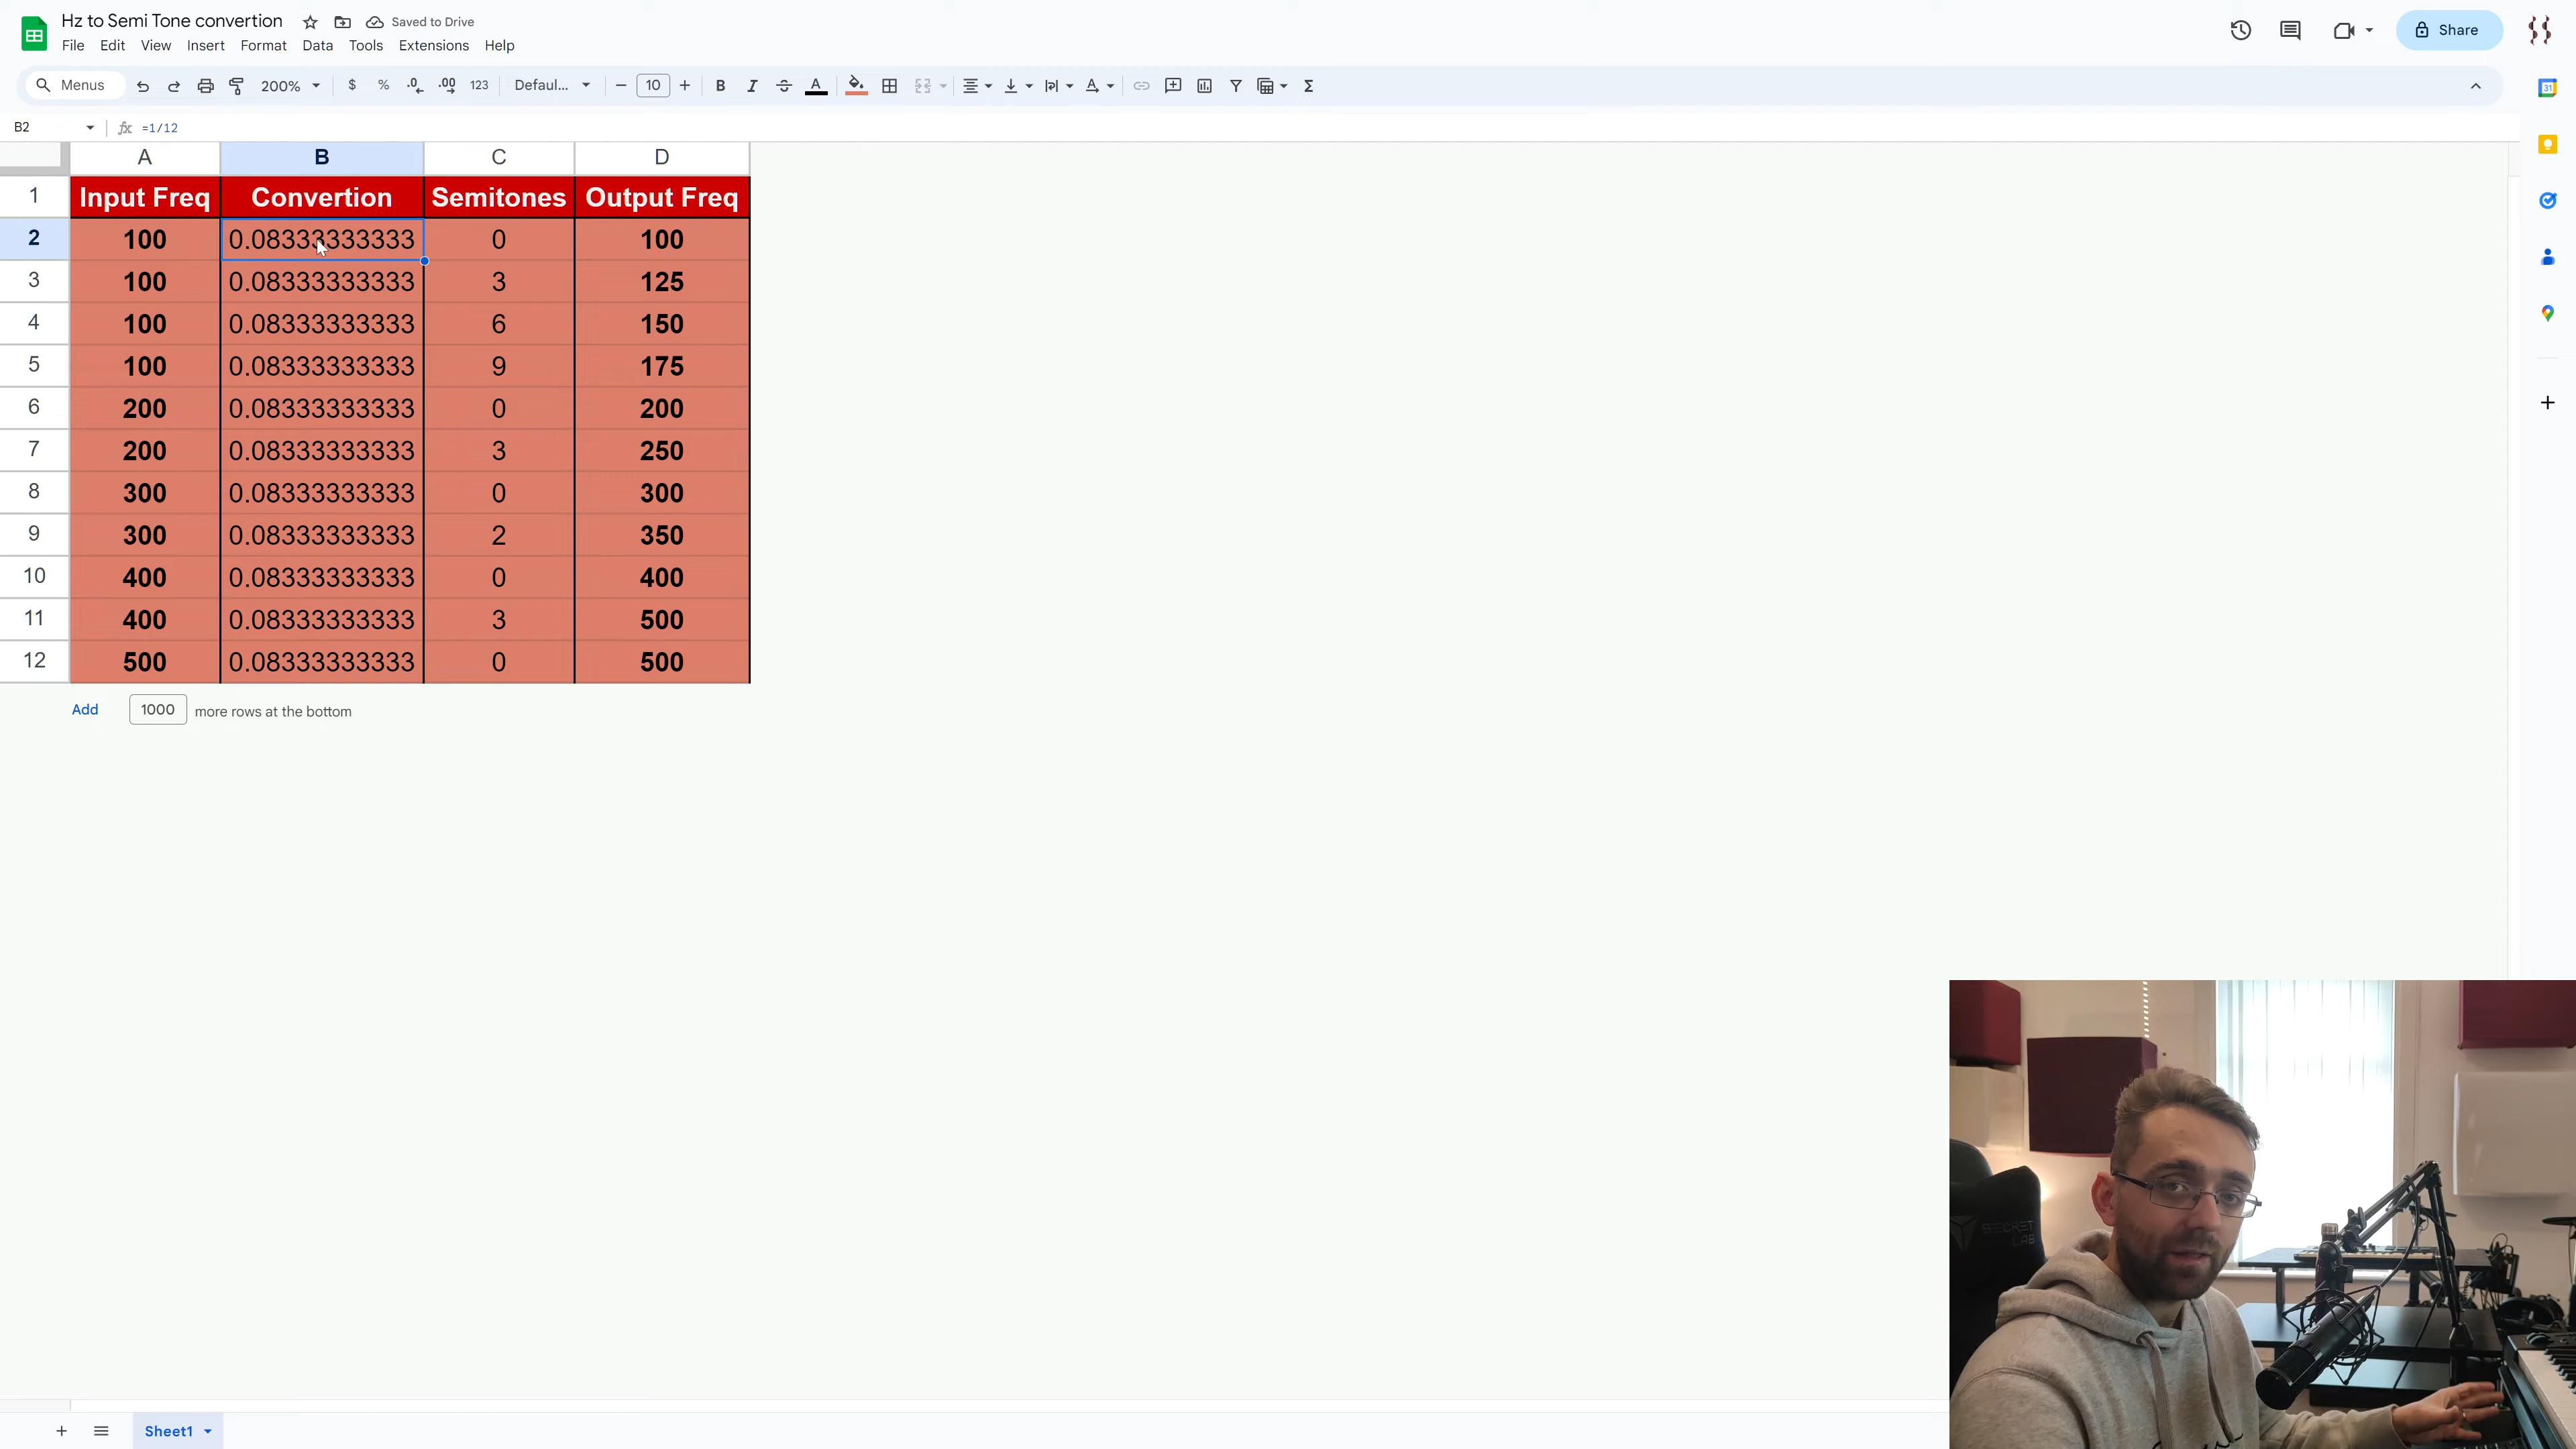 Hz to Semi Tone convertion Saved to Drive
File Edit View Insert Format Data Tools Extensions Help
Share
Menus 200% $ % .0 .00 123 Defaul... 10 B I A A Σ
31
B2 fx =1/12
A B C D
1 Input Freq Convertion Semitones Output Freq
2 100 0.08333333333 0 100
3 100 0.08333333333 3 125
4 100 0.08333333333 6 150
5 100 0.08333333333 9 175
6 200 0.08333333333 0 200
7 200 0.08333333333 3 250
8 300 0.08333333333 0 300
9 300 0.08333333333 2 350
10 400 0.08333333333 0 400
11 400 0.08333333333 3 500
12 500 0.08333333333 0 500
Add 1000 more rows at the bottom
SECRET
LAB
Sheet1